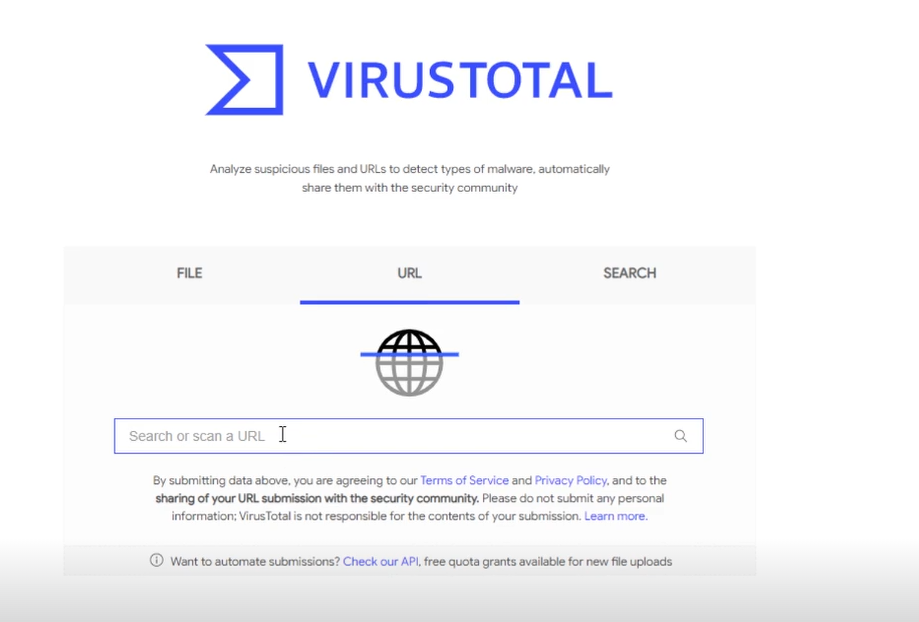 VIRUSTOTAL
Analyze suspicious files and URLs to detect types of malware, automatically
share them with the security community
FILE
URL
SEARCH
Search or scan a URL
By submitting data above, you are agreeing to our Terms of Service and Privacy Policy, and to the
sharing of your URL submission with the security community. Please do not submit any personal
information; VirusTotal is not responsible for the contents of your submission. Learn more.
Want to automate submissions? Check our API, free quota grants available for new file uploads